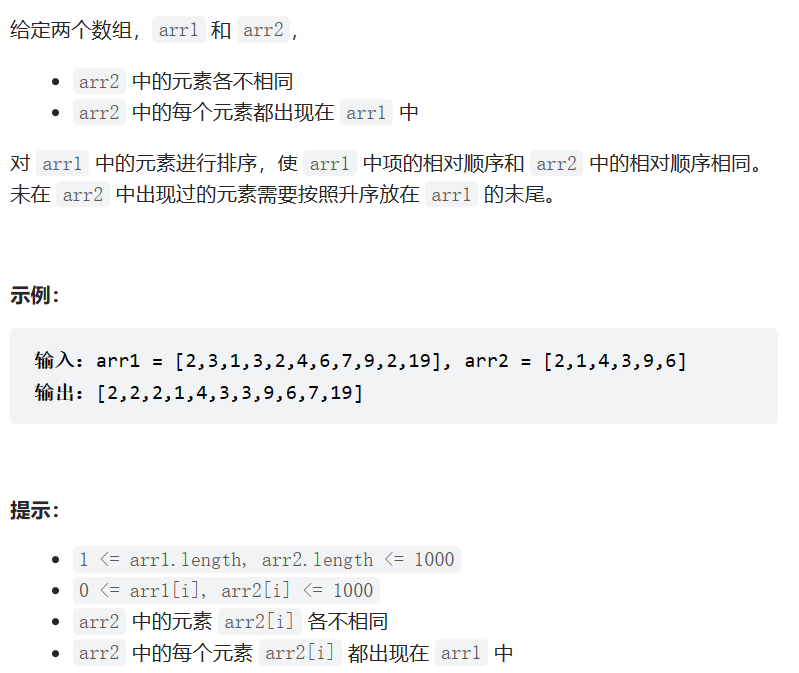 给定两个数组，arr1 和 arr2，
• arr2 中的元素各不相同
• arr2 中的每个元素都出现在 arr1 中
对 arr1 中的元素进行排序，使 arr1 中项的相对顺序和 arr2 中的相对顺序相同。
未在 arr2 中出现过的元素需要按照升序放在 arr1 的末尾。
示例：
输入：arr1 = [2,3,1,3,2,4,6,7,9,2,19], arr2 = [2,1,4,3,9,6]
输出：[2,2,2,1,4,3,3,9,6,7,19]
提示：
• 1 <= arr1.length, arr2.length <= 1000
• 0 <= arr1[i], arr2[i] <= 1000
• arr2 中的元素 arr2[i] 各不相同
• arr2 中的每个元素 arr2[i] 都出现在 arr1 中